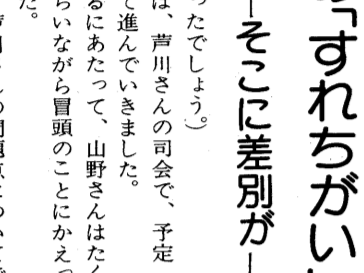 「すれちがい
―そこに差別が―
ったでしょう。)
は、芦川さんの司会で、予定
て進んでいきました。
るにあたって、山野さんはたく
らいながら冒頭のことにかえっ
た。